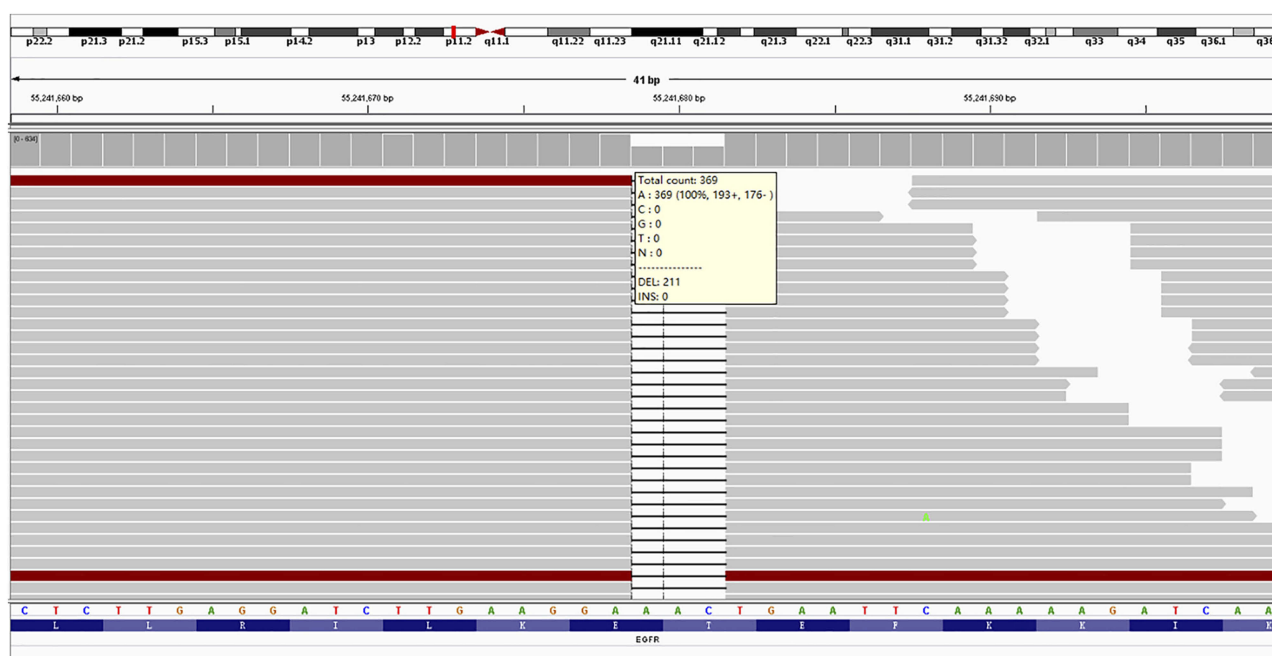 p22.2 p21.3 p21.2 p15.3 p15.1 p14.2 p13 p12.2 p11.2 q11.1 q11.22 q11.23 q21.11 q21.12 q21.3 q22.1 q22.3 q31.1 q31.2 q31.32 q32.1 q33 q34 q35 q36.1
41 bp
55,241,660 bp 55,241,670 bp 55,241,680 bp 55,241,690 bp
[0 - 634]
Total count: 369
A : 369 (100%, 193+, 176- )
C : 0
G : 0
T : 0
N : 0
---------------
DEL: 211
INS: 0
A
C T C T T G A G G A T C T T G A A G G A A A C T G A A T T C A A A A A G A T C A A
L L R I L K E T E F K K I K
EGFR